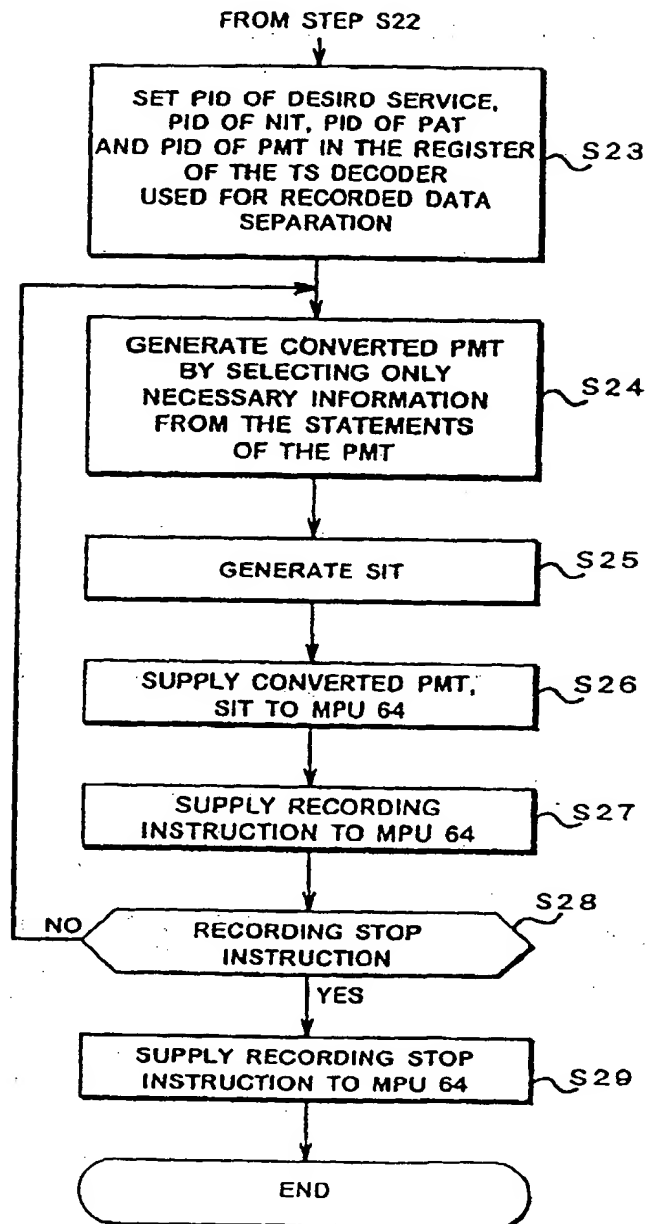 FROM STEP S22
SET PID OF DESIRD SERVICE,
PID OF NIT, PID OF PAT
AND PID OF PMT IN THE REGISTER
OF THE TS DECODER
USED FOR RECORDED DATA
SEPARATION
S23
GENERATE CONVERTED PMT
BY SELECTING ONLY
NECESSARY INFORMATION
FROM THE STATEMENTS
OF THE PMT
S24
GENERATE SIT
S25
SUPPLY CONVERTED PMT,
SIT TO MPU 64
S26
SUPPLY RECORDING
INSTRUCTION TO MPU 64
S27
RECORDING STOP
INSTRUCTION
S28
NO
YES
SUPPLY RECORDING STOP
INSTRUCTION TO MPU 64
S29
END